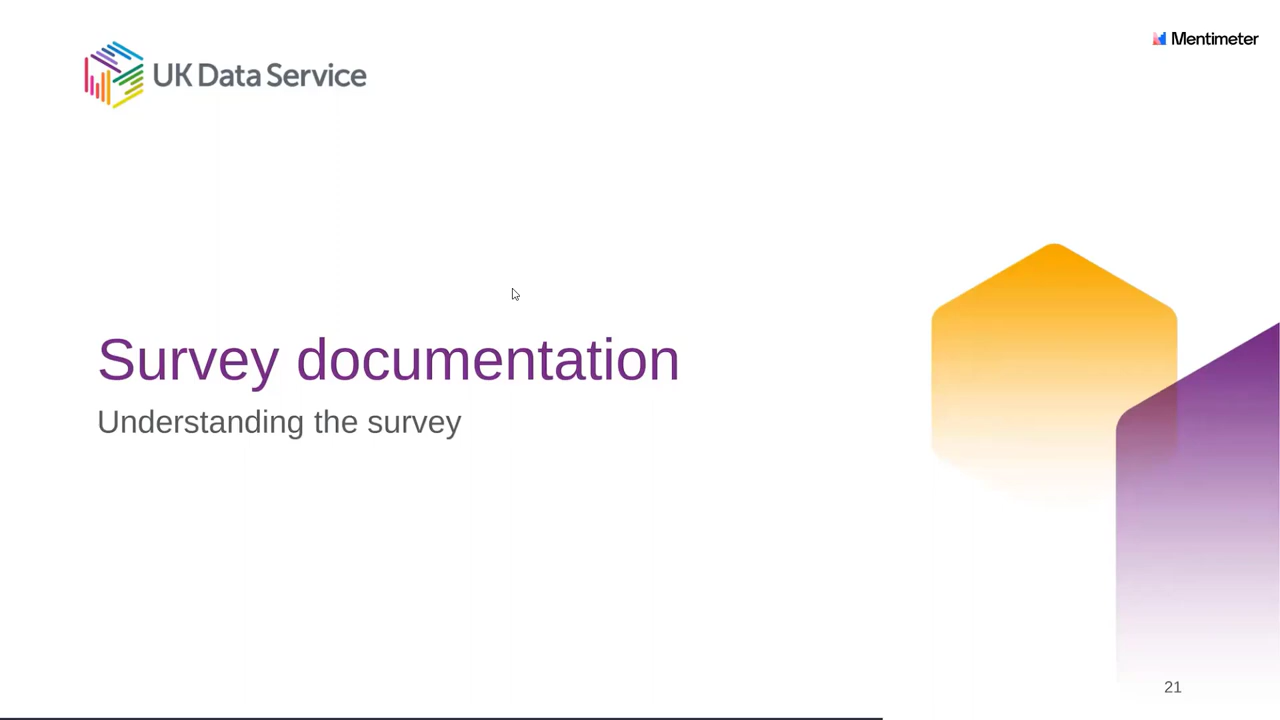 UK Data Service
Mentimeter
Survey documentation
Understanding the survey
21